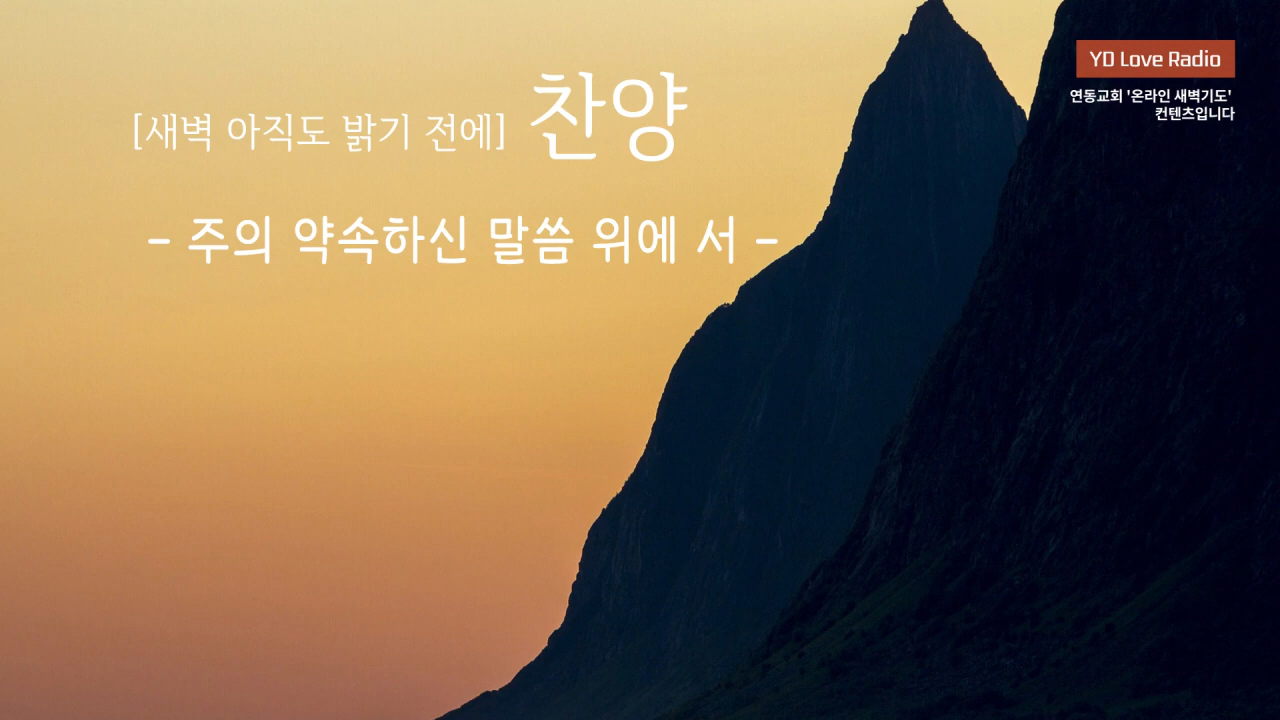 [새벽 아직도 밝기 전에] 찬양
- 주의 약속하신 말씀 위에 서 -
YD Love Radio
연동교회 '온라인 새벽기도'
컨텐츠입니다